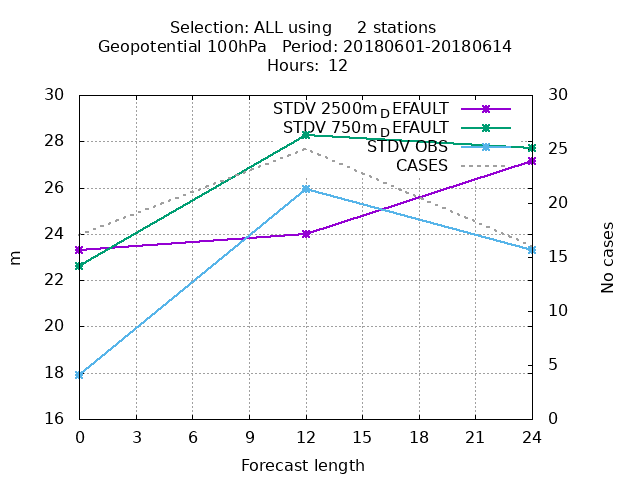 Selection: ALL using     2 stations
Geopotential 100hPa   Period: 20180601-20180614
Hours:  12
30 30
STDV 2500m_DEFAULT
28
STDV 750m_DEFAULT
STDV OBS
25
CASES
26
20
24
m
No cases
22
15
20
10
18
5
16 0
0 3 6 9 12 15 18 21 24
Forecast length